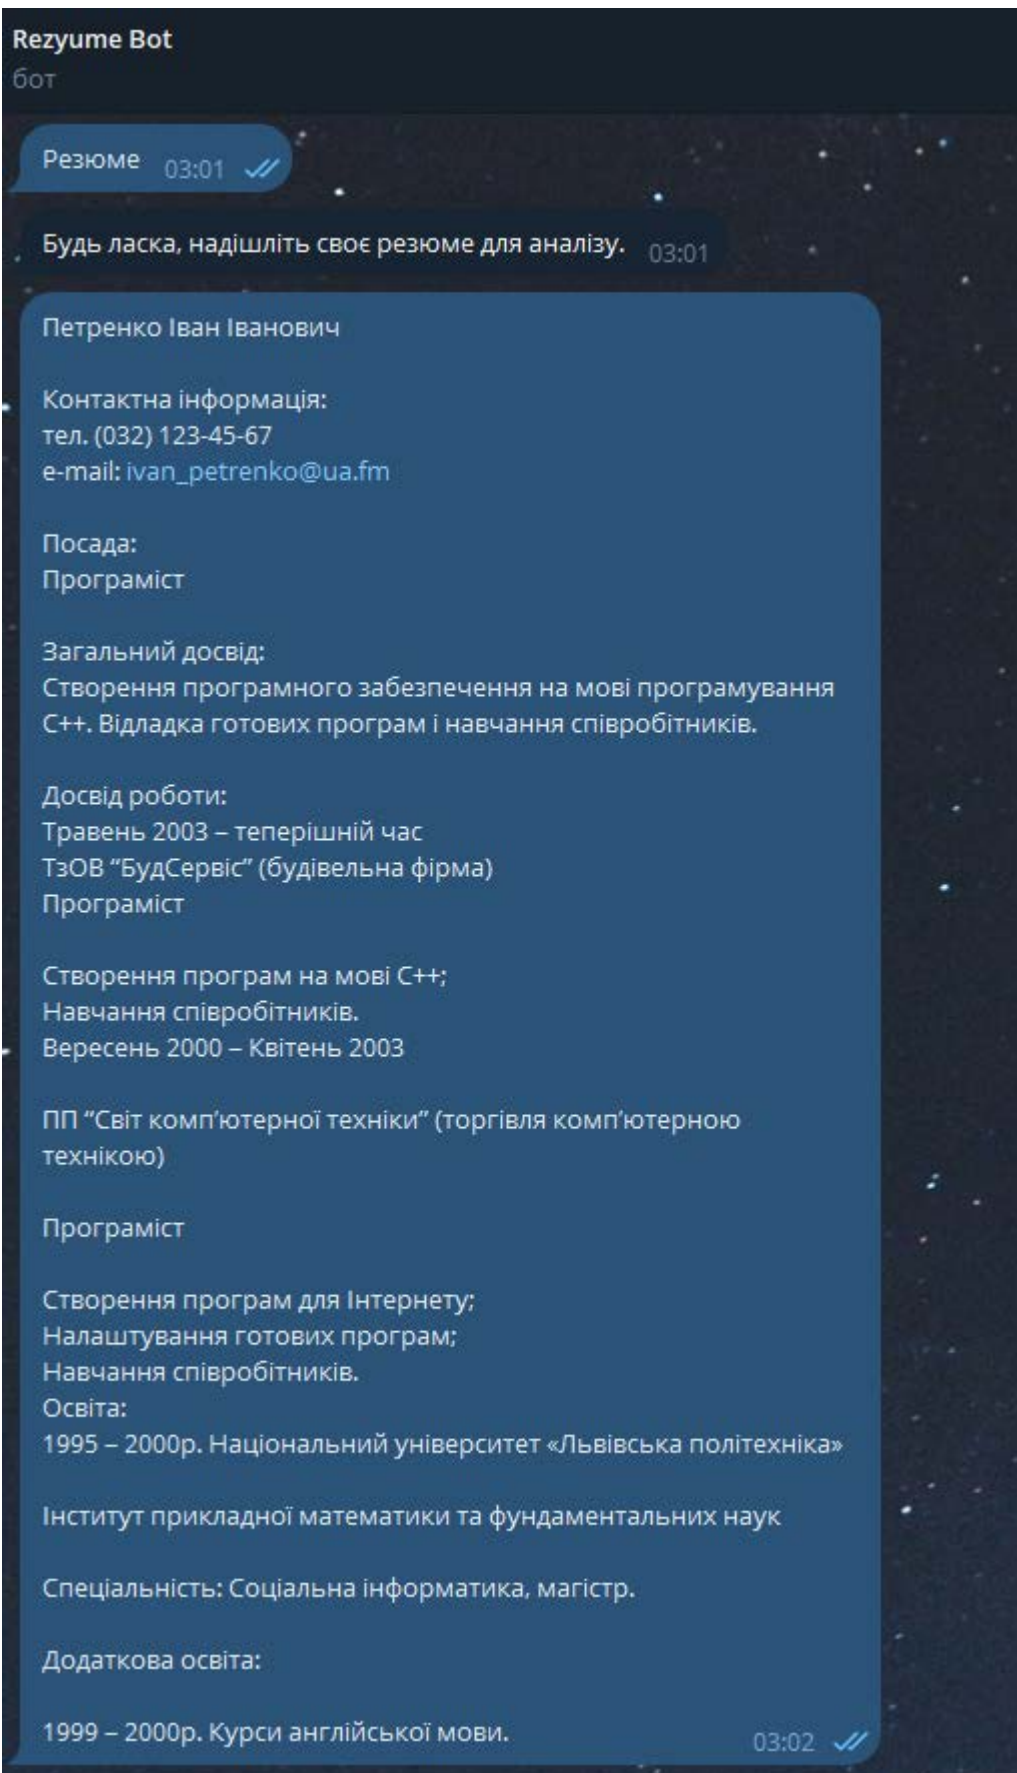 Rezyume Bot
бот
Резюме 03:01
Будь ласка, надішліть своє резюме для аналізу. 03:01
Петренко Іван Іванович
Контактна інформація:
тел. (032) 123-45-67
e-mail: ivan_petrenko@ua.fm
Посада:
Програміст
Загальний досвід:
Створення програмного забезпечення на мові програмування
C++. Відладка готових програм і навчання співробітників.
Досвід роботи:
Травень 2003 – теперішній час
ТзОВ “БудСервіс” (будівельна фірма)
Програміст
Створення програм на мові C++;
Навчання співробітників.
Вересень 2000 – Квітень 2003
ПП “Світ комп’ютерної техніки” (торгівля комп’ютерною
технікою)
Програміст
Створення програм для Інтернету;
Налаштування готових програм;
Навчання співробітників.
Освіта:
1995 – 2000р. Національний університет «Львівська політехніка»
Інститут прикладної математики та фундаментальних наук
Спеціальність: Соціальна інформатика, магістр.
Додаткова освіта:
1999 – 2000р. Курси англійської мови. 03:02